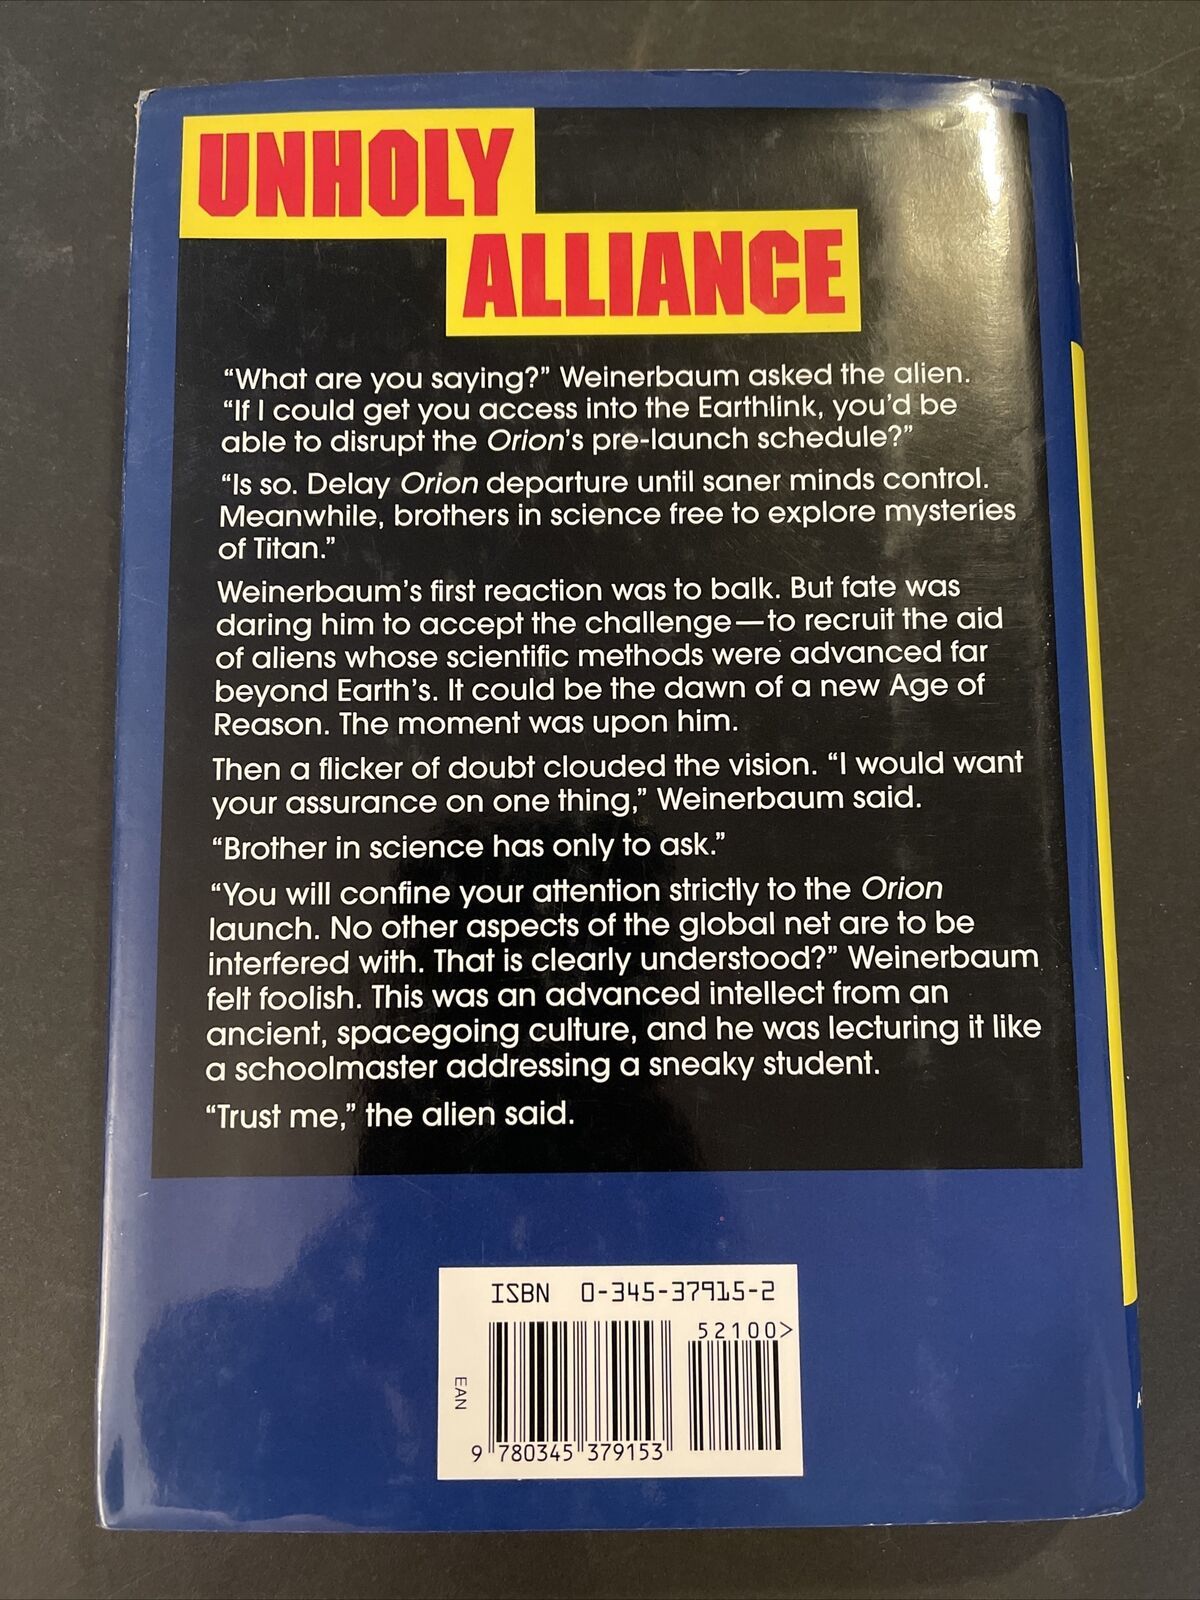 UNHOLY
ALLIANCE
“What are you saying?” Weinerbaum asked the alien.
“If I could get you access into the Earthlink, you’d be
able to disrupt the Orion’s pre-launch schedule?”
“Is so. Delay Orion departure until saner minds control.
Meanwhile, brothers in science free to explore mysteries
of Titan.”
Weinerbaum’s first reaction was to balk. But fate was
daring him to accept the challenge—to recruit the aid
of aliens whose scientific methods were advanced far
beyond Earth’s. It could be the dawn of a new Age of
Reason. The moment was upon him.
Then a flicker of doubt clouded the vision. “I would want
your assurance on one thing,” Weinerbaum said.
“Brother in science has only to ask.”
“You will confine your attention strictly to the Orion
launch. No other aspects of the global net are to be
interfered with. That is clearly understood?” Weinerbaum
felt foolish. This was an advanced intellect from an
ancient, spacegoing culture, and he was lecturing it like
a schoolmaster addressing a sneaky student.
“Trust me,” the alien said.
ISBN 0-345-37915-2
52100>
EAN
9 780345 379153